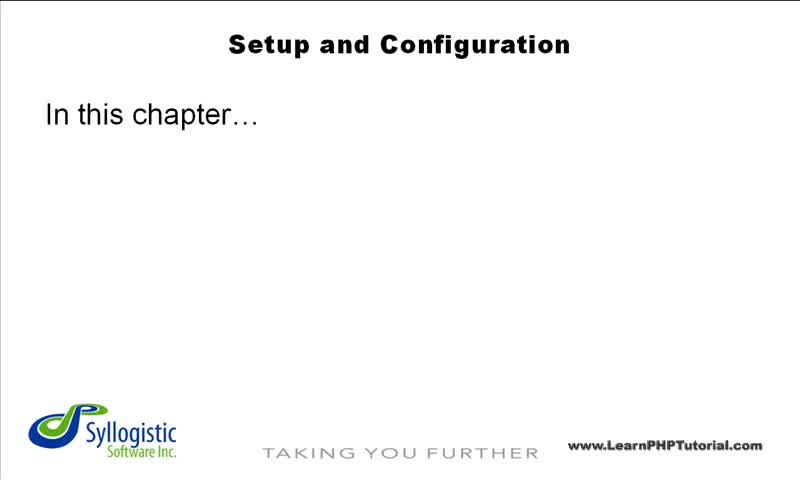 Setup and Configuration
In this chapter…
Syllogistic
Software Inc.
TAKING YOU FURTHER
www.LearnPHPTutorial.com